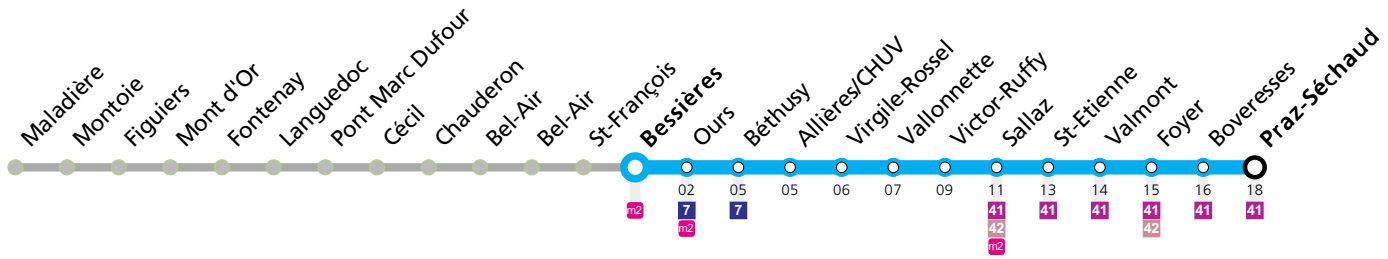 Maladière
Montoie
Figuiers
Mont d'Or
Fontenay
Languedoc
Pont Marc Dufour
Cécil
Chauderon
Bel-Air
Bel-Air
St-François
Bessières
Ours
Béthusy
Allières/CHUV
Virgile-Rossel
Vallonnette
Victor-Ruffy
Sallaz
St-Etienne
Valmont
Foyer
Boveresses
Praz-Séchaud
02 05 05 06 07 09 11 13 14 15 16 18
m2 7 7 41 41 41 41 41 41
m2 42 42
m2